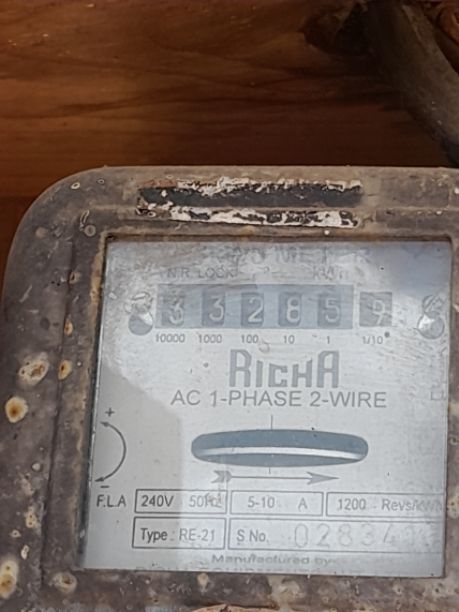 N.R. LOCK kWh
3 3 2 8 5 9
10000 1000 100 10 1 1/10
RICHA
AC 1-PHASE 2-WIRE
+
-
F.L.A 240V 50Hz 5-10 A 1200 Revs/kWh
Type: RE-21 S No.
Manufactured by